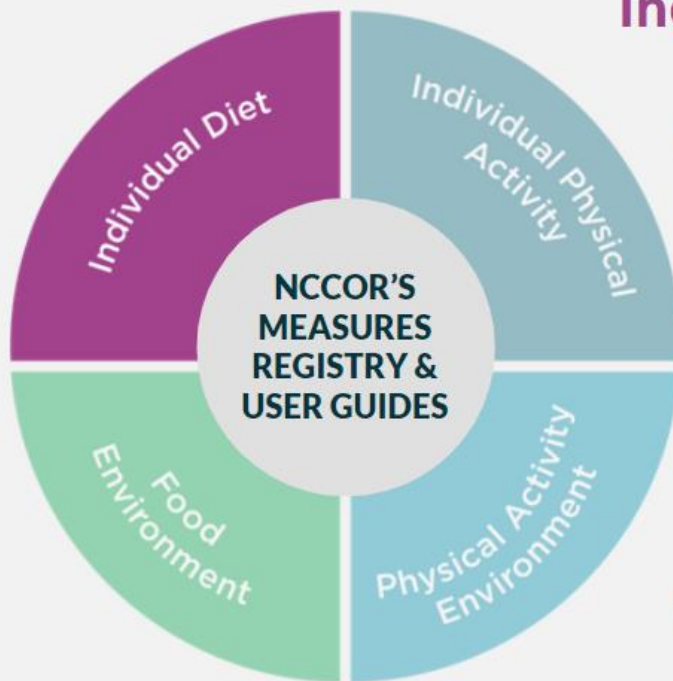 Individual Diet
Individual Physical
Activity
NCCOR'S
MEASURES
REGISTRY &
USER GUIDES
Food
Environment
Physical Activity
Environment